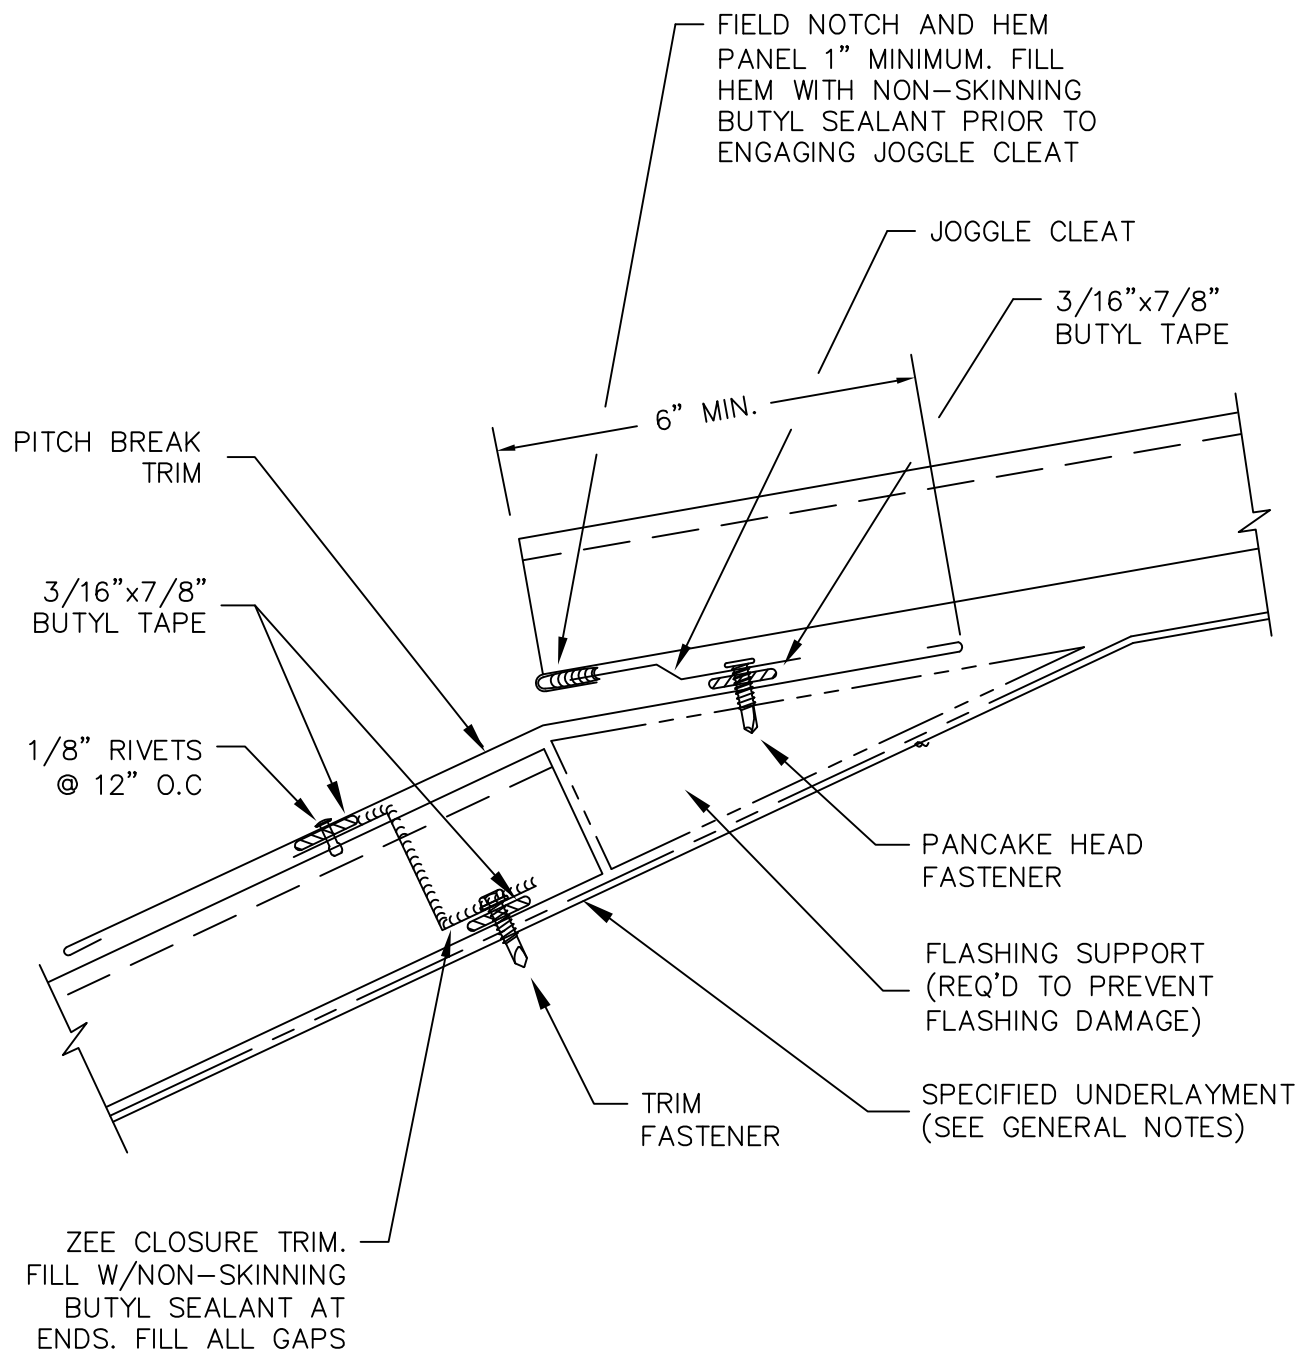 FIELD NOTCH AND HEM
PANEL 1” MINIMUM. FILL
HEM WITH NON-SKINNING
BUTYL SEALANT PRIOR TO
ENGAGING JOGGLE CLEAT
JOGGLE CLEAT
3/16”x7/8”
BUTYL TAPE
6” MIN.
PITCH BREAK
TRIM
3/16”x7/8”
BUTYL TAPE
1/8” RIVETS
@ 12” O.C
PANCAKE HEAD
FASTENER
FLASHING SUPPORT
(REQ'D TO PREVENT
FLASHING DAMAGE)
SPECIFIED UNDERLAYMENT
(SEE GENERAL NOTES)
TRIM
FASTENER
ZEE CLOSURE TRIM.
FILL W/NON-SKINNING
BUTYL SEALANT AT
ENDS. FILL ALL GAPS